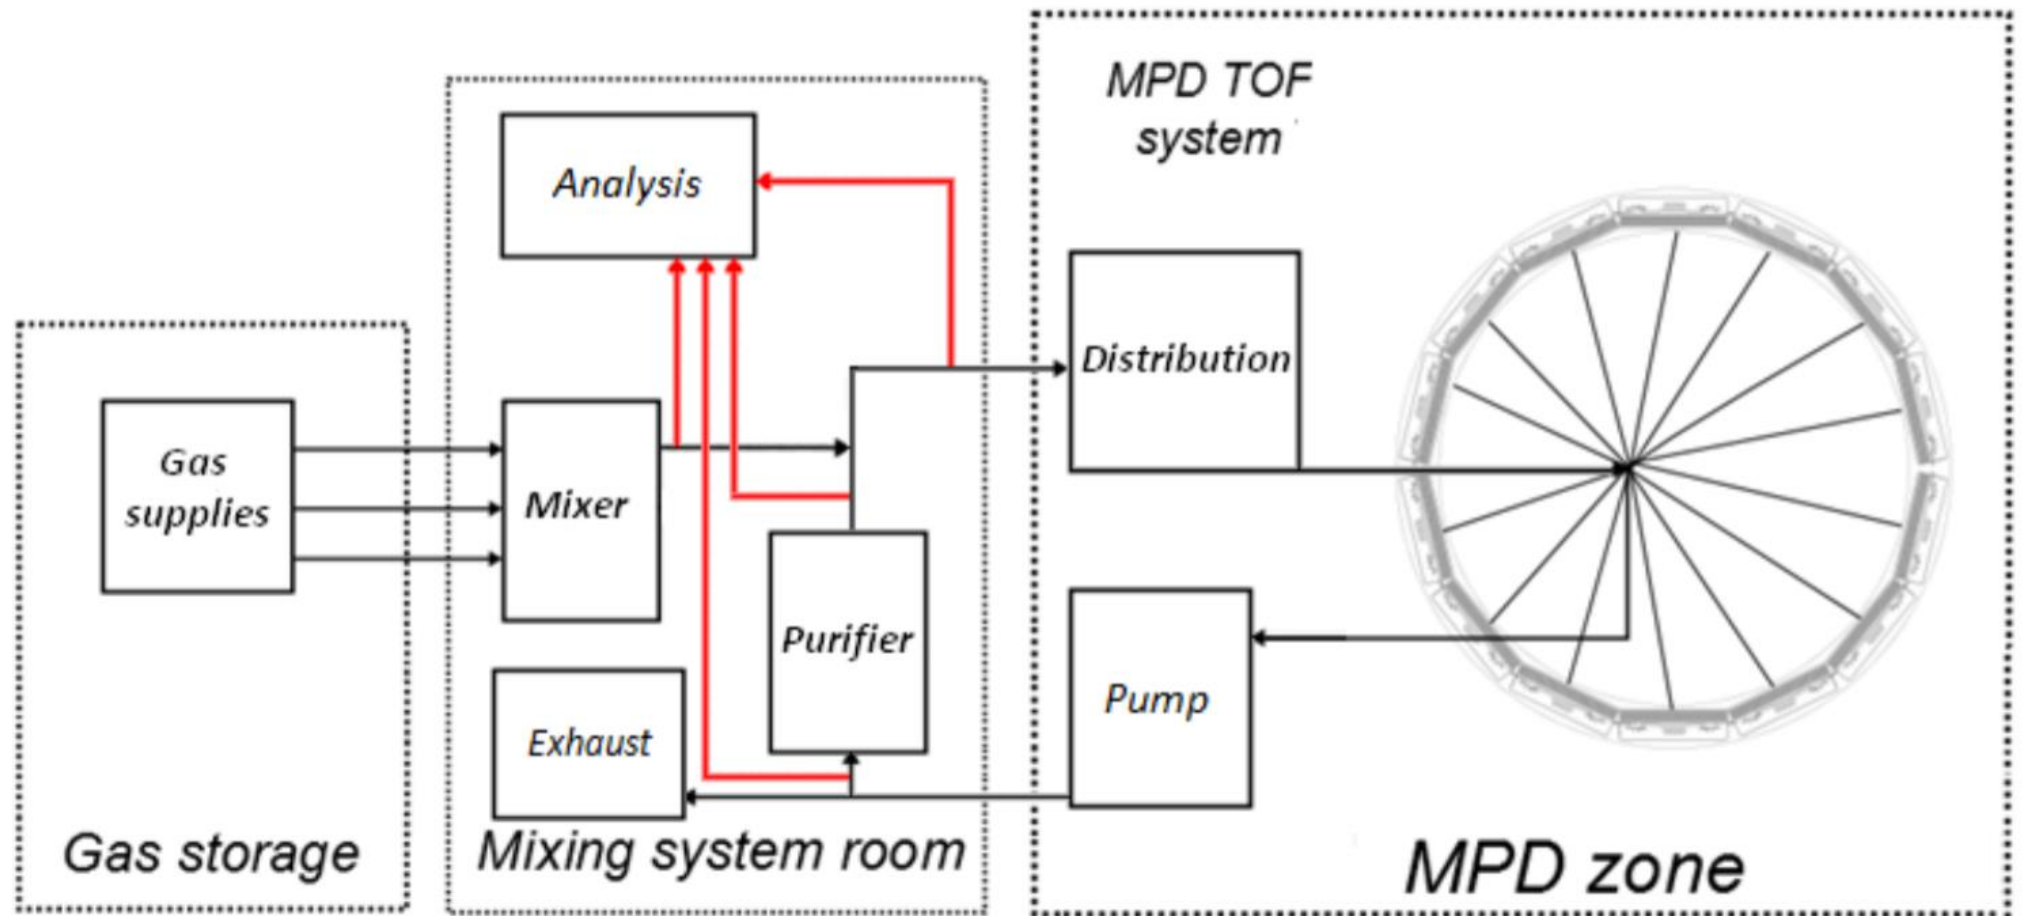 MPD TOF
system
Analysis
Distribution
Gas
supplies
Mixer
Purifier
Pump
Exhaust
Gas storage
Mixing system room
MPD zone